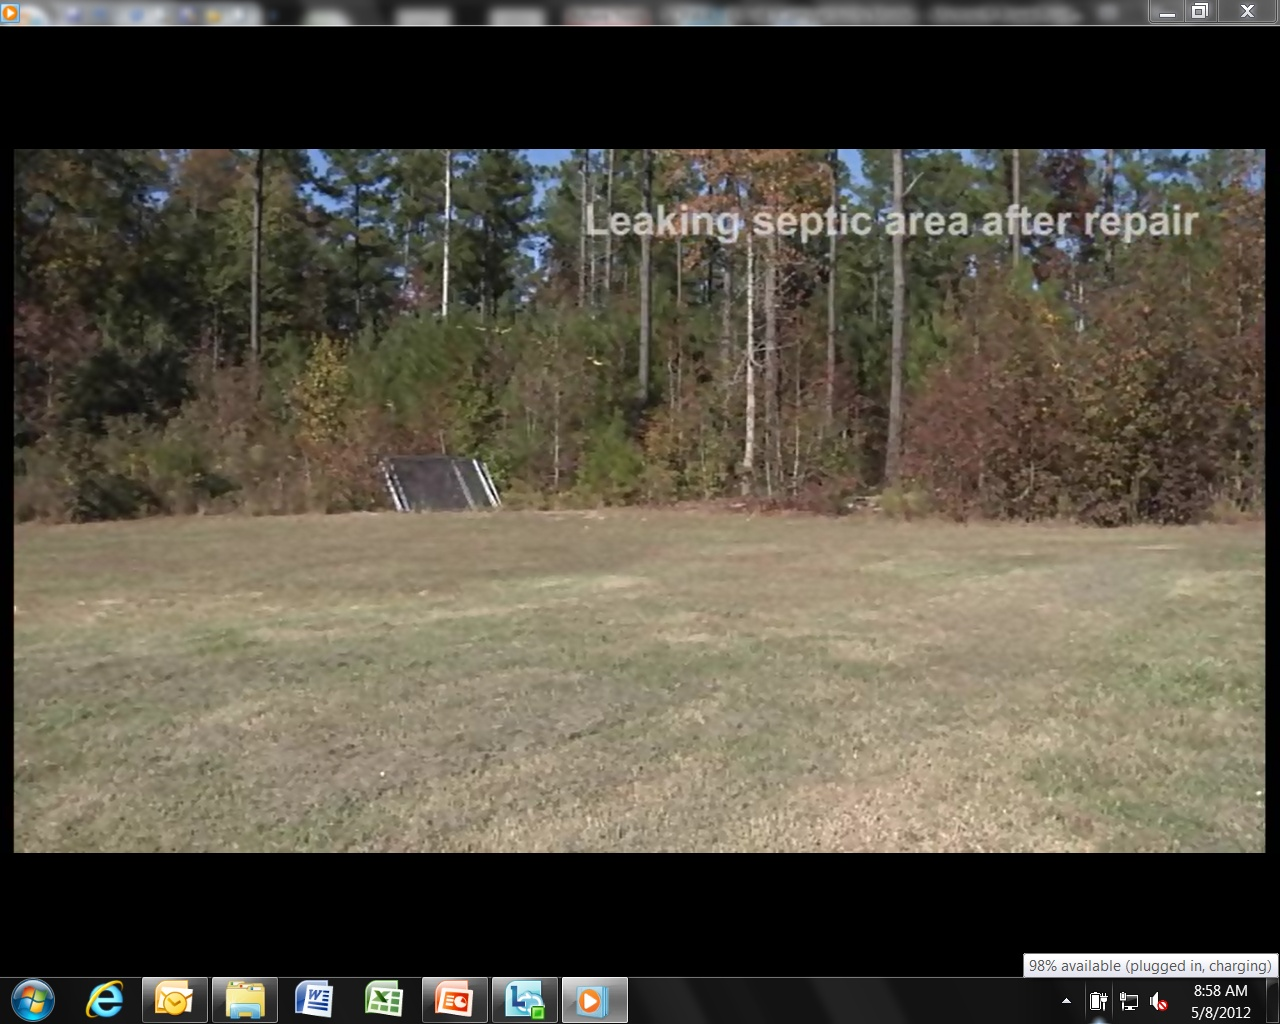 Leaking septic area after repair
98% available (plugged in, charging)
8:58 AM
5/8/2012